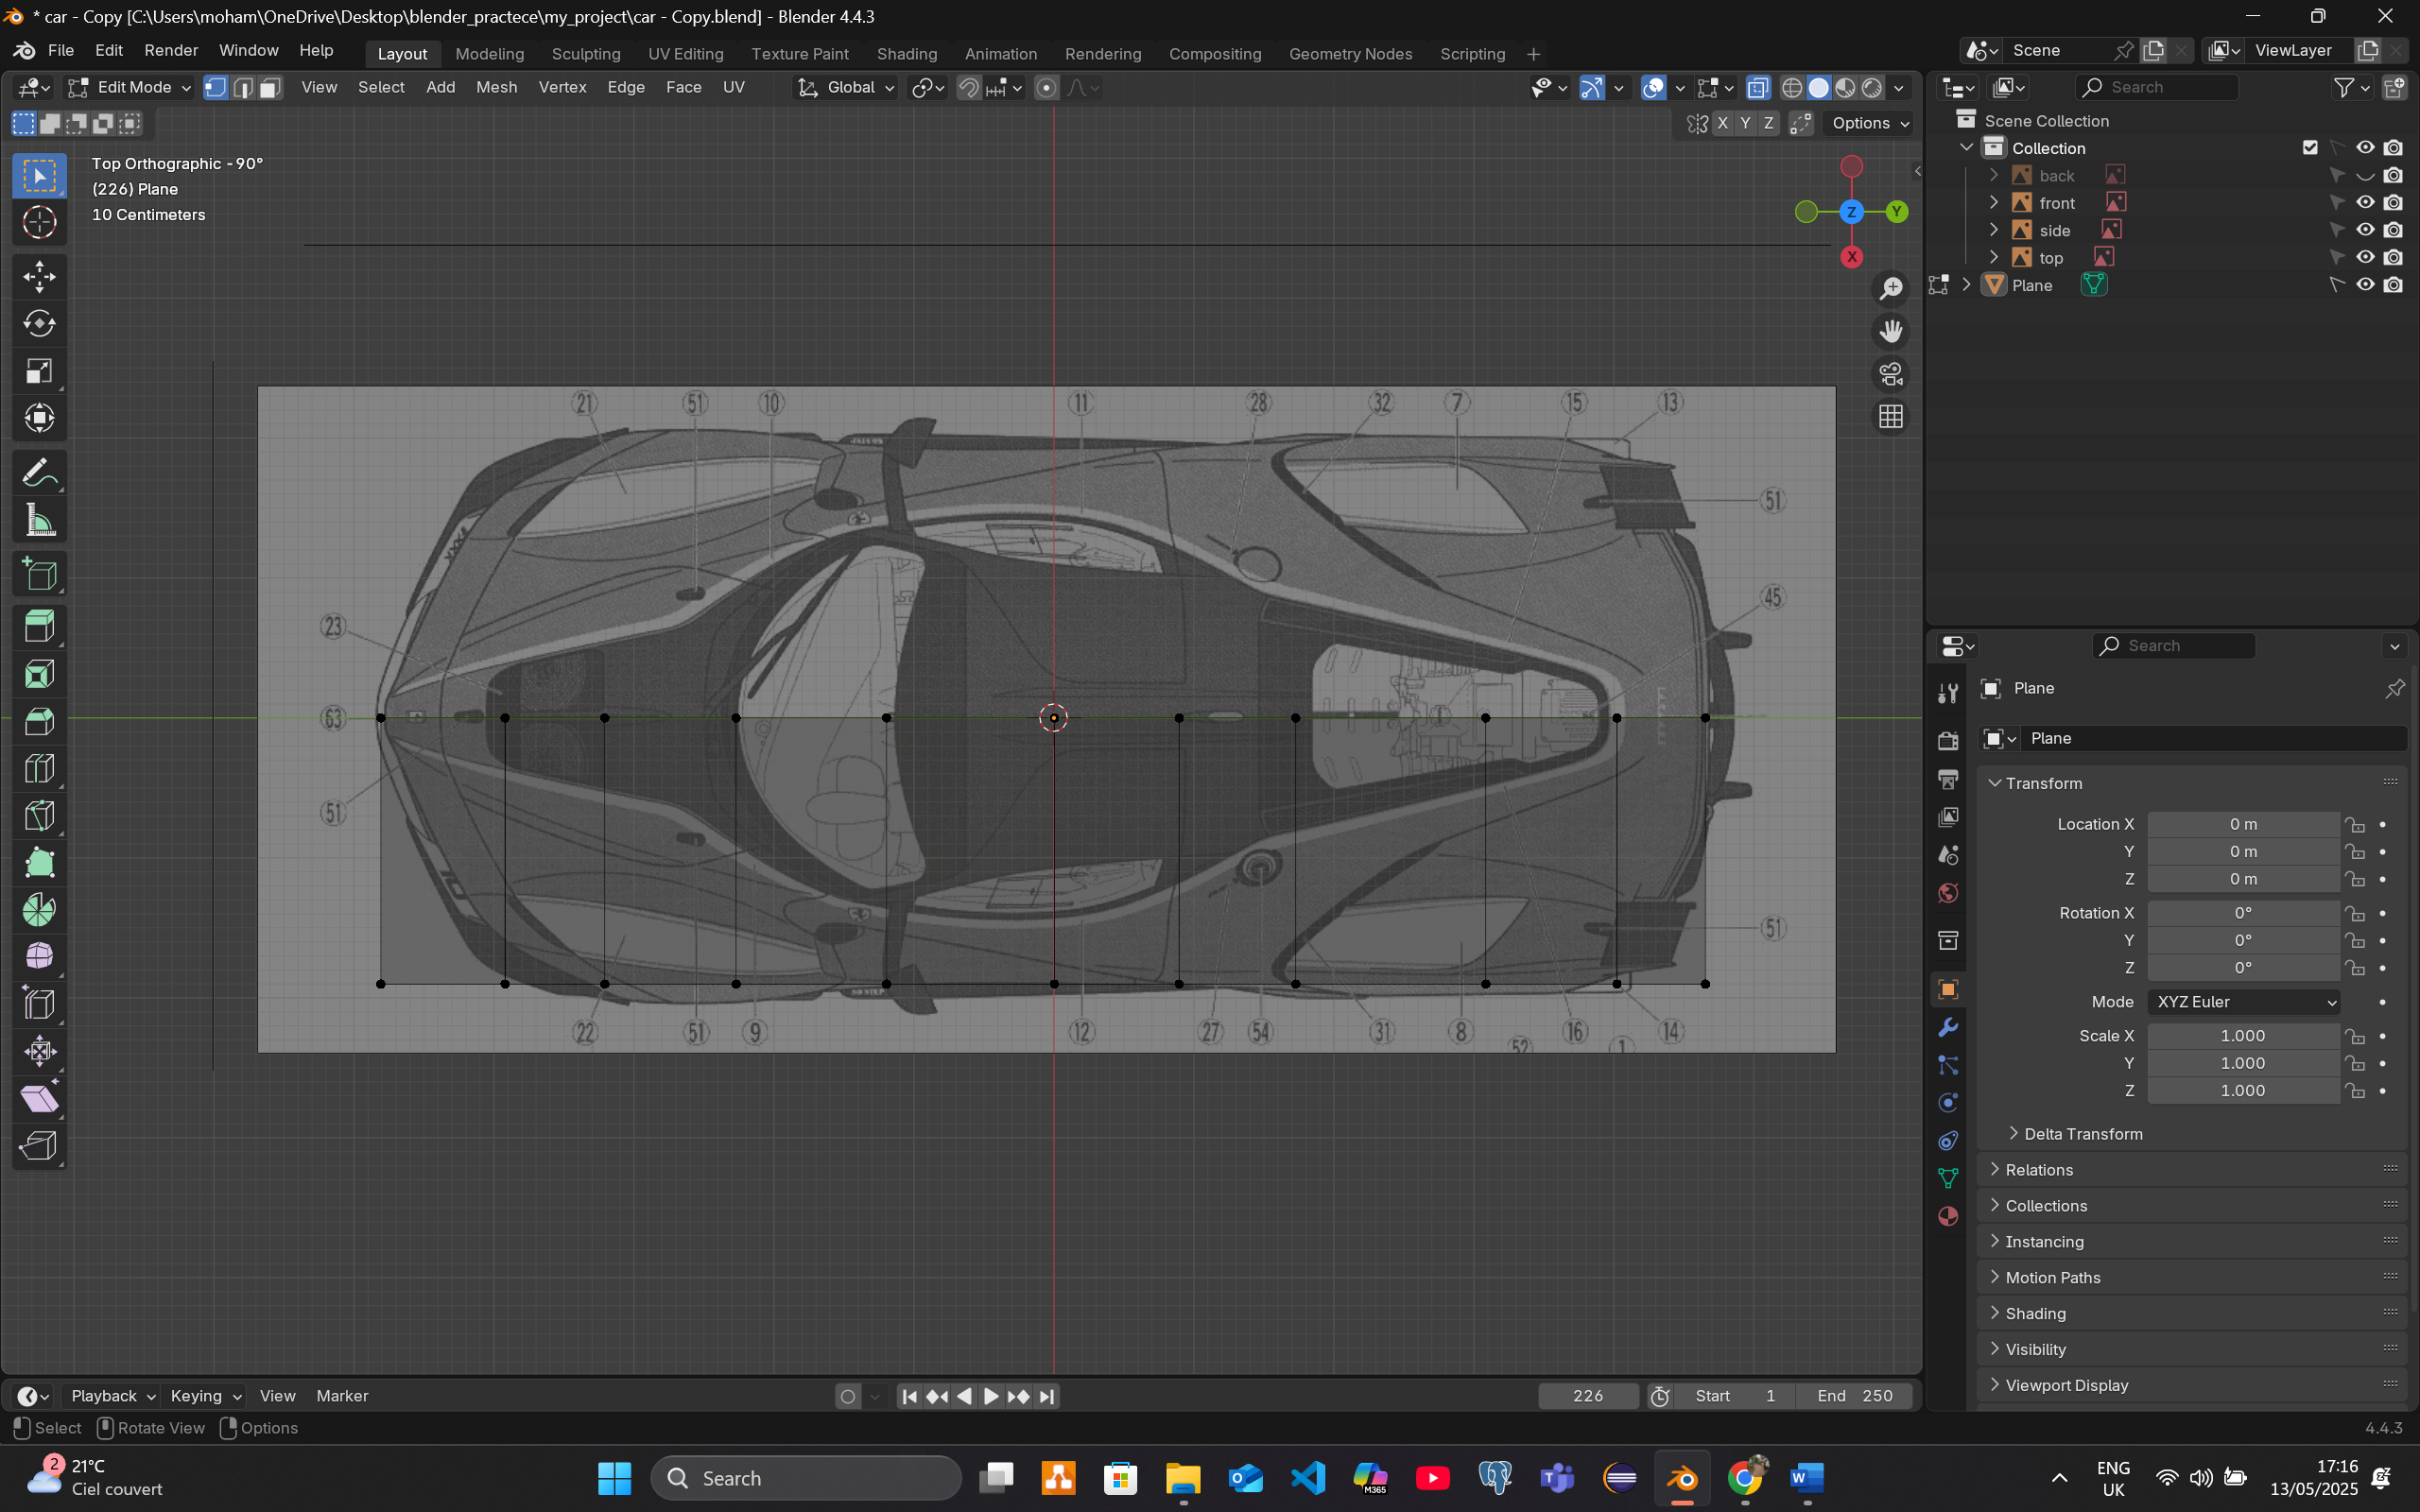 * car - Copy [C:\Users\moham\OneDrive\Desktop\blender_practece\my_project\car - Copy.blend] - Blender 4.4.3
File Edit Render Window Help Layout Modeling Sculpting UV Editing Texture Paint Shading Animation Rendering Compositing Geometry Nodes Scripting + Scene ViewLayer
Edit Mode View Select Add Mesh Vertex Edge Face UV Global Search
X Y Z Options
Top Orthographic -90°
(226) Plane
10 Centimeters
Z Y X
Scene Collection
Collection
back
front
side
top
Plane
21 51 10 11 28 32 7 15 13
51
23 45
63
51
51
22 51 9 12 27 54 31 8 52 16 1 14
Search
Plane
Plane
Transform
Location X 0 m
Y 0 m
Z 0 m
Rotation X 0°
Y 0°
Z 0°
Mode XYZ Euler
Scale X 1.000
Y 1.000
Z 1.000
Delta Transform
Relations
Collections
Instancing
Motion Paths
Shading
Visibility
Viewport Display
Playback Keying View Marker 226 Start 1 End 250
Select Rotate View Options 4.4.3
2 21°C
Ciel couvert
Search
M365
ENG
UK
17:16
13/05/2025